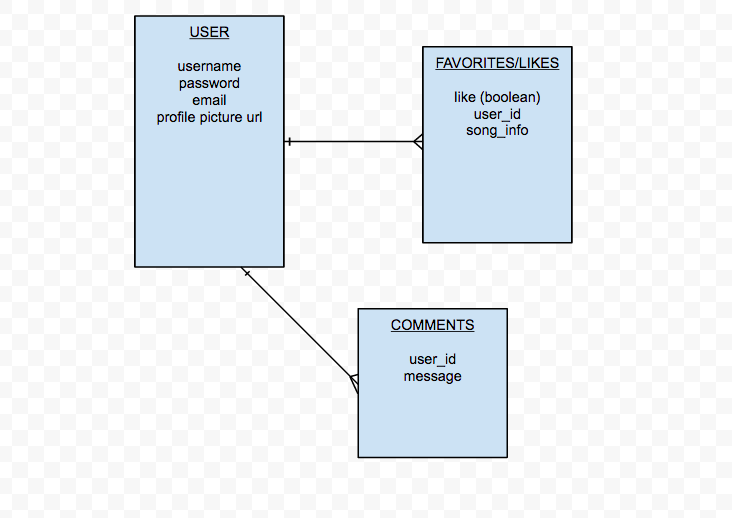 USER
username
password
email
profile picture url
FAVORITES/LIKES
like (boolean)
user_id
song_info
COMMENTS
user_id
message